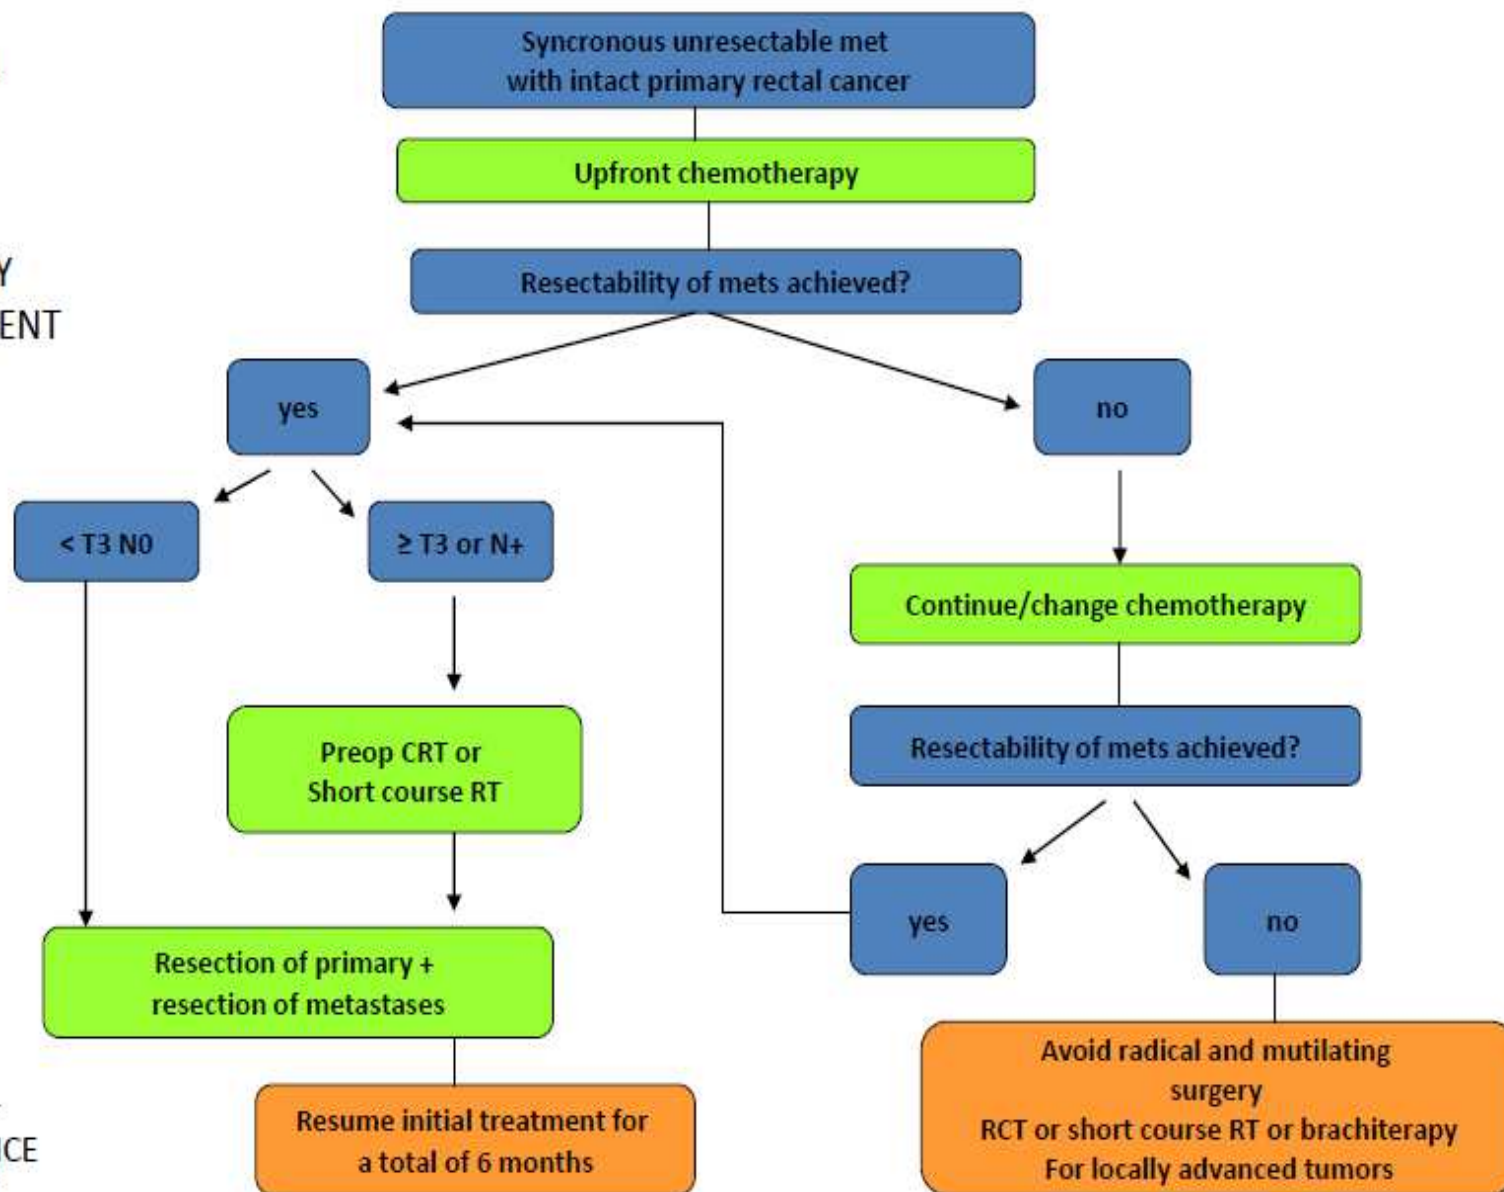 Syncronous unresectable met
with intact primary rectal cancer
Upfront chemotherapy
Y
ENT
Resectability of mets achieved?
yes
no
< T3 N0
≥ T3 or N+
Continue/change chemotherapy
Preop CRT or
Short course RT
Resectability of mets achieved?
yes
no
Resection of primary +
resection of metastases
Avoid radical and mutilating
surgery
RCT or short course RT or brachiterapy
For locally advanced tumors
Resume initial treatment for
a total of 6 months
ICE